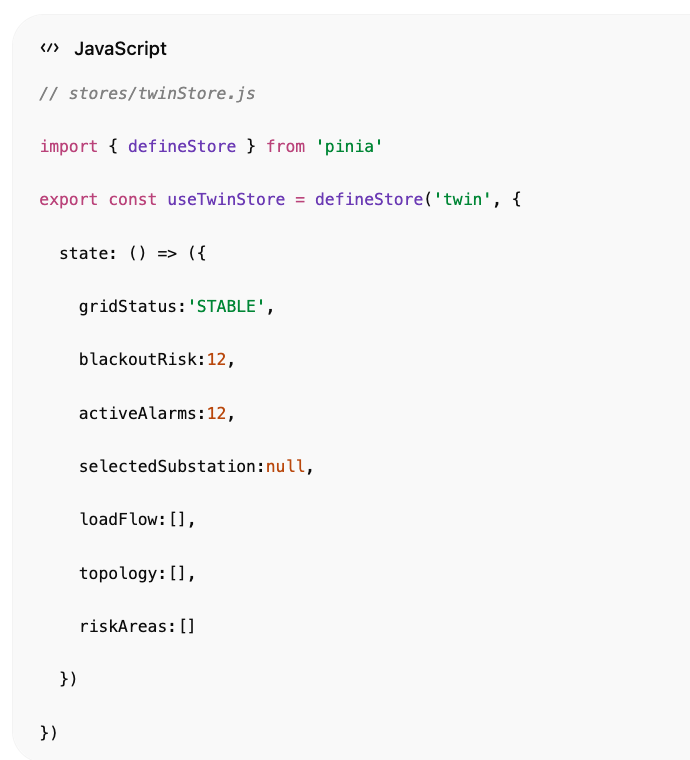 JavaScript
// stores/twinStore.js
import { defineStore } from 'pinia'
export const useTwinStore = defineStore('twin', {
  state: () => ({
    gridStatus:'STABLE',
    blackoutRisk:12,
    activeAlarms:12,
    selectedSubstation:null,
    loadFlow:[],
    topology:[],
    riskAreas:[]
  })
})